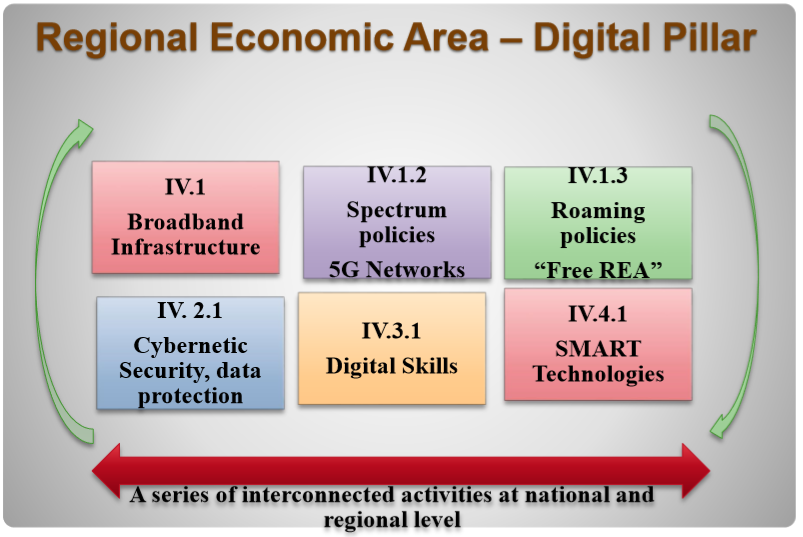 Regional Economic Area – Digital Pillar
IV.1
Broadband
Infrastructure
IV.1.2
Spectrum
policies
5G Networks
IV.1.3
Roaming
policies
“Free REA”
IV. 2.1
Cybernetic
Security, data
protection
IV.3.1
Digital Skills
IV.4.1
SMART
Technologies
A series of interconnected activities at national and
regional level